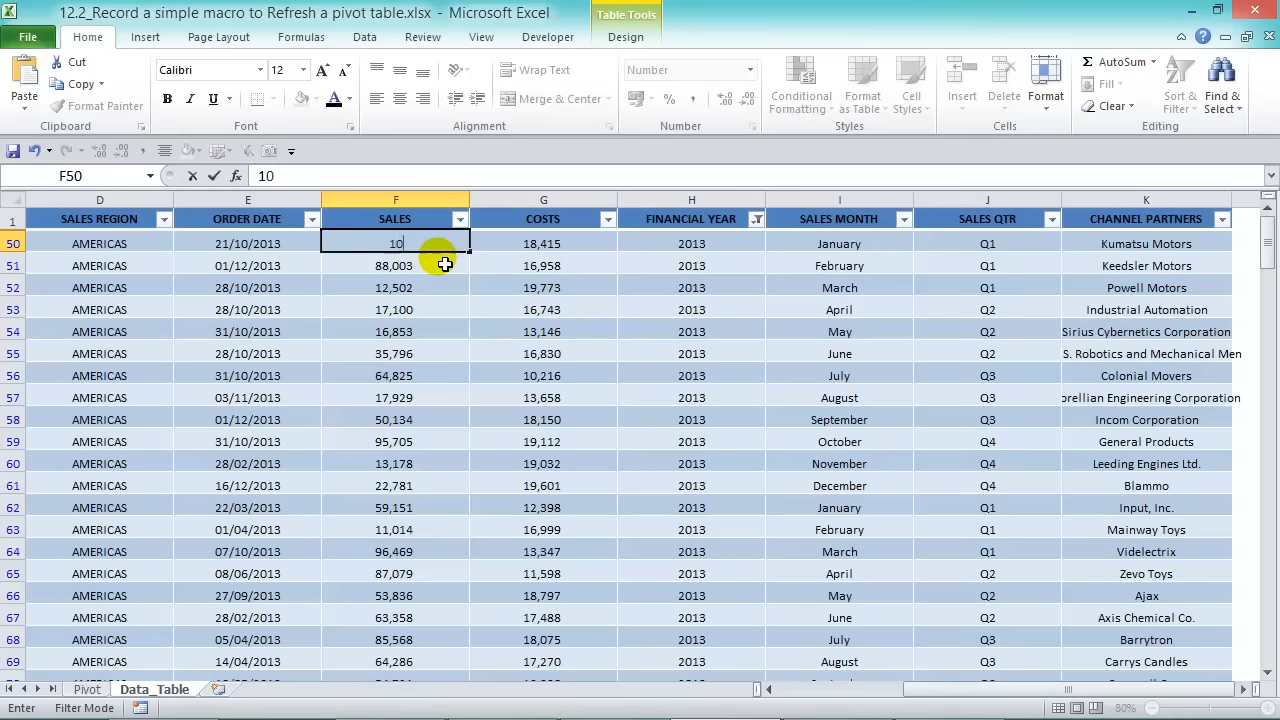 12.2_Record a simple macro to Refresh a pivot table.xlsx - Microsoft Excel
Table Tools
File Home Insert Page Layout Formulas Data Review View Developer Design
Paste
Cut
Copy
Format Painter
Clipboard
Calibri 12
B I U A
Font
Wrap Text
Merge & Center
Alignment
Number
%
Number
Conditional Formatting
Format as Table
Cell Styles
Styles
Insert Delete Format
Cells
AutoSum
Fill
Clear
Sort & Filter
Find & Select
Editing
F50 fx 10
D E F G H I J K
1 SALES REGION ORDER DATE SALES COSTS FINANCIAL YEAR SALES MONTH SALES QTR CHANNEL PARTNERS
50 AMERICAS 21/10/2013 10 18,415 2013 January Q1 Kumatsu Motors
51 AMERICAS 01/12/2013 88,003 16,958 2013 February Q1 Keedsler Motors
52 AMERICAS 28/10/2013 12,502 19,773 2013 March Q1 Powell Motors
53 AMERICAS 28/10/2013 17,100 16,743 2013 April Q2 Industrial Automation
54 AMERICAS 31/10/2013 16,853 13,146 2013 May Q2 Sirius Cybernetics Corporation
55 AMERICAS 28/10/2013 35,796 16,830 2013 June Q2 S. Robotics and Mechanical Men
56 AMERICAS 31/10/2013 64,825 10,216 2013 July Q3 Colonial Movers
57 AMERICAS 03/11/2013 17,929 13,658 2013 August Q3 orellian Engineering Corporation
58 AMERICAS 01/12/2013 50,134 18,150 2013 September Q3 Incom Corporation
59 AMERICAS 31/10/2013 95,705 19,112 2013 October Q4 General Products
60 AMERICAS 28/02/2013 13,178 19,032 2013 November Q4 Leeding Engines Ltd.
61 AMERICAS 16/12/2013 22,781 19,601 2013 December Q4 Blammo
62 AMERICAS 22/03/2013 59,151 12,398 2013 January Q1 Input, Inc.
63 AMERICAS 01/04/2013 11,014 16,999 2013 February Q1 Mainway Toys
64 AMERICAS 07/10/2013 96,469 13,347 2013 March Q1 Videlectrix
65 AMERICAS 08/06/2013 87,079 11,598 2013 April Q2 Zevo Toys
66 AMERICAS 27/09/2013 53,836 18,797 2013 May Q2 Ajax
67 AMERICAS 28/02/2013 63,358 17,488 2013 June Q2 Axis Chemical Co.
68 AMERICAS 05/04/2013 85,568 18,075 2013 July Q3 Barrytron
69 AMERICAS 14/04/2013 64,286 17,270 2013 August Q3 Carrys Candles
Pivot Data_Table
Enter Filter Mode 80%